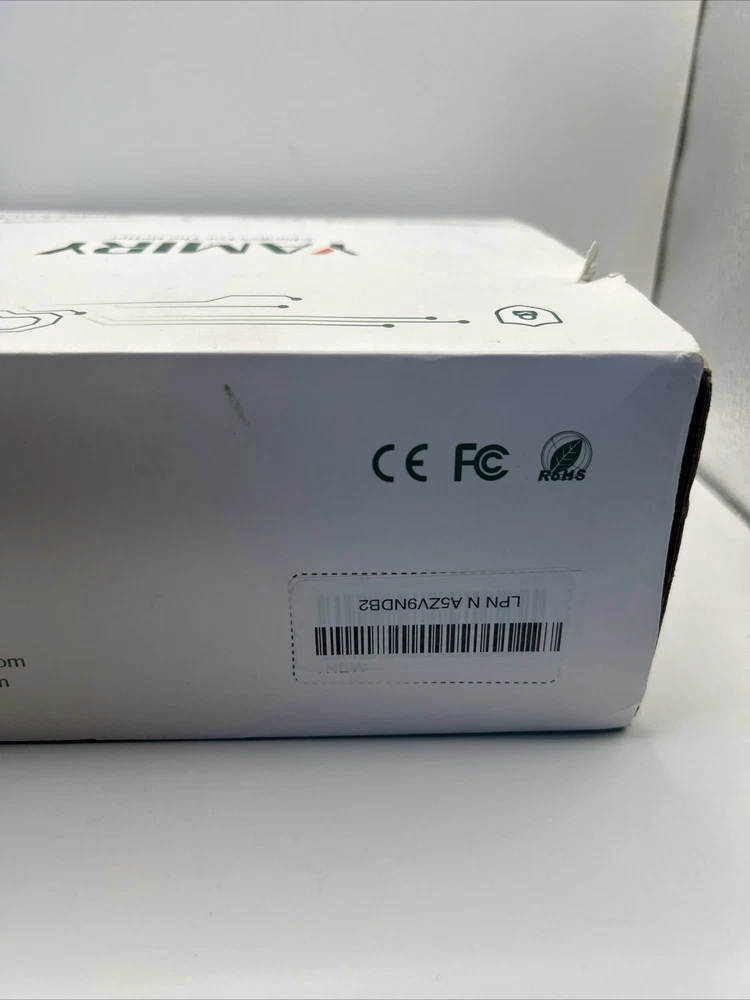 YAMIRY
CE FC
RoHS
LPN N A5ZV9NDB2
NEW
om